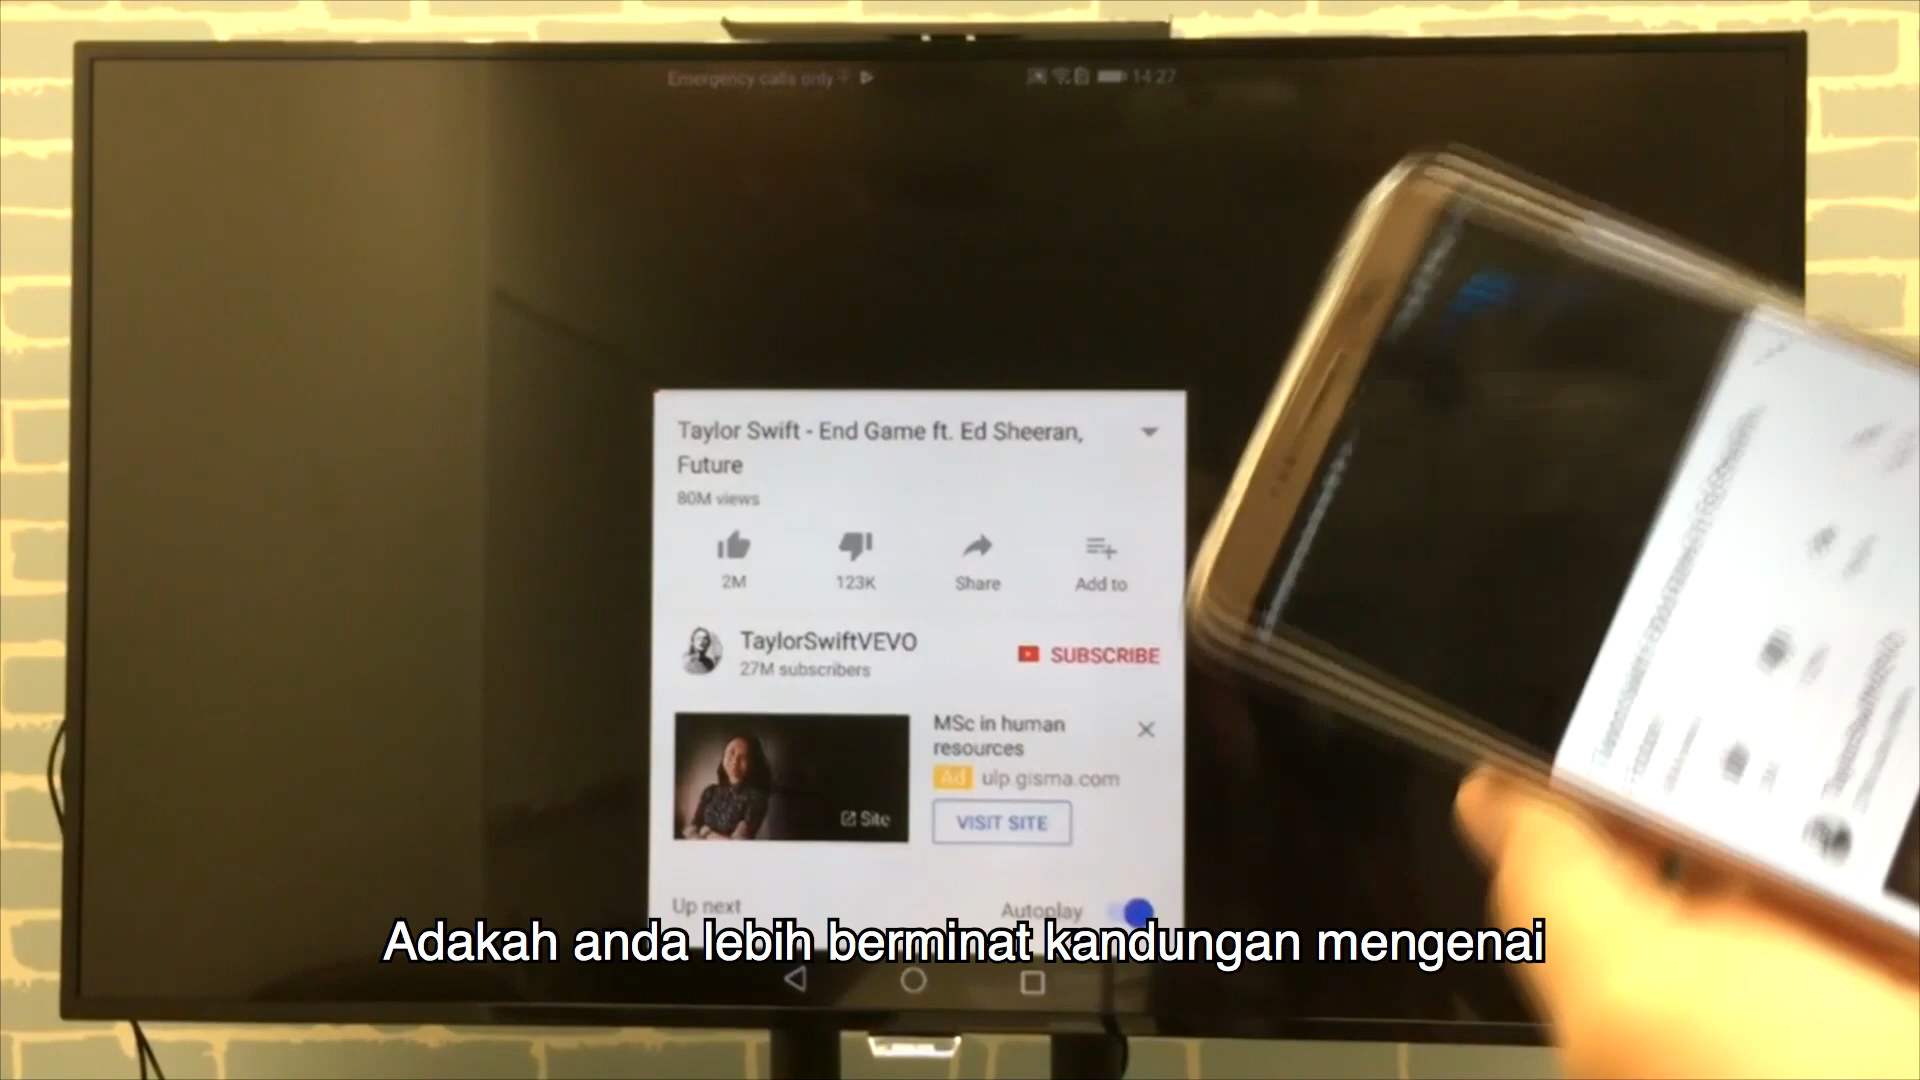 Emergency calls only
14:27
Taylor Swift - End Game ft. Ed Sheeran,
Future
80M views
2M
123K
Share
Add to
TaylorSwiftVEVO
27M subscribers
SUBSCRIBE
MSc in human
resources
Ad ulp.gisma.com
Site
VISIT SITE
Up next
Autoplay
Adakah anda lebih berminat kandungan mengenai